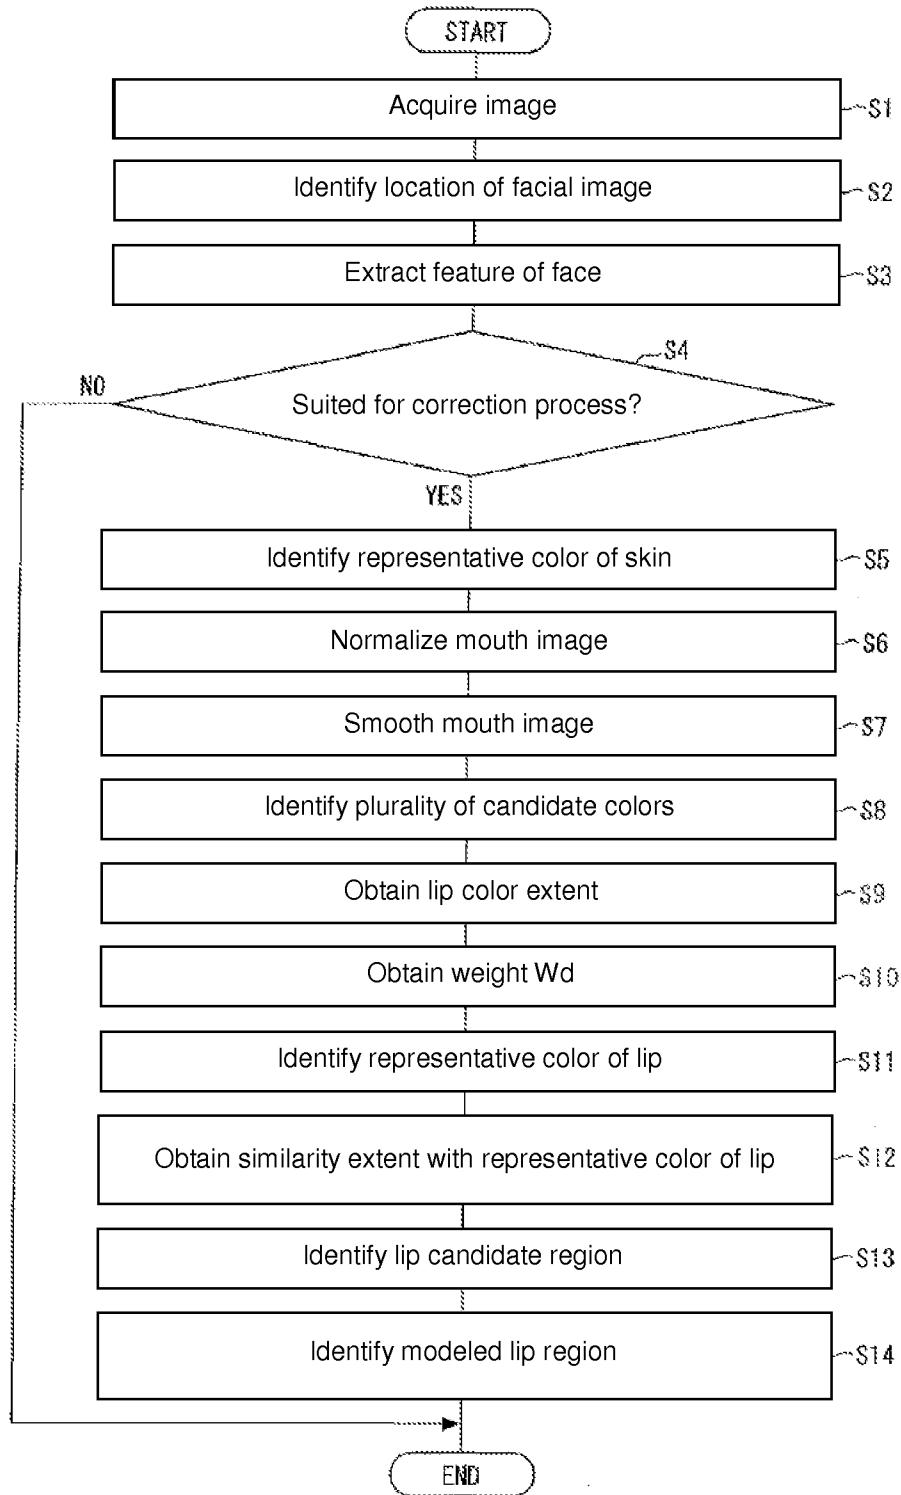 START
Acquire image
S1
Identify location of facial image
S2
Extract feature of face
S3
S4
NO
Suited for correction process?
YES
Identify representative color of skin
S5
Normalize mouth image
S6
Smooth mouth image
S7
Identify plurality of candidate colors
S8
Obtain lip color extent
S9
Obtain weight Wd
S10
Identify representative color of lip
S11
Obtain similarity extent with representative color of lip
S12
Identify lip candidate region
S13
Identify modeled lip region
S14
END